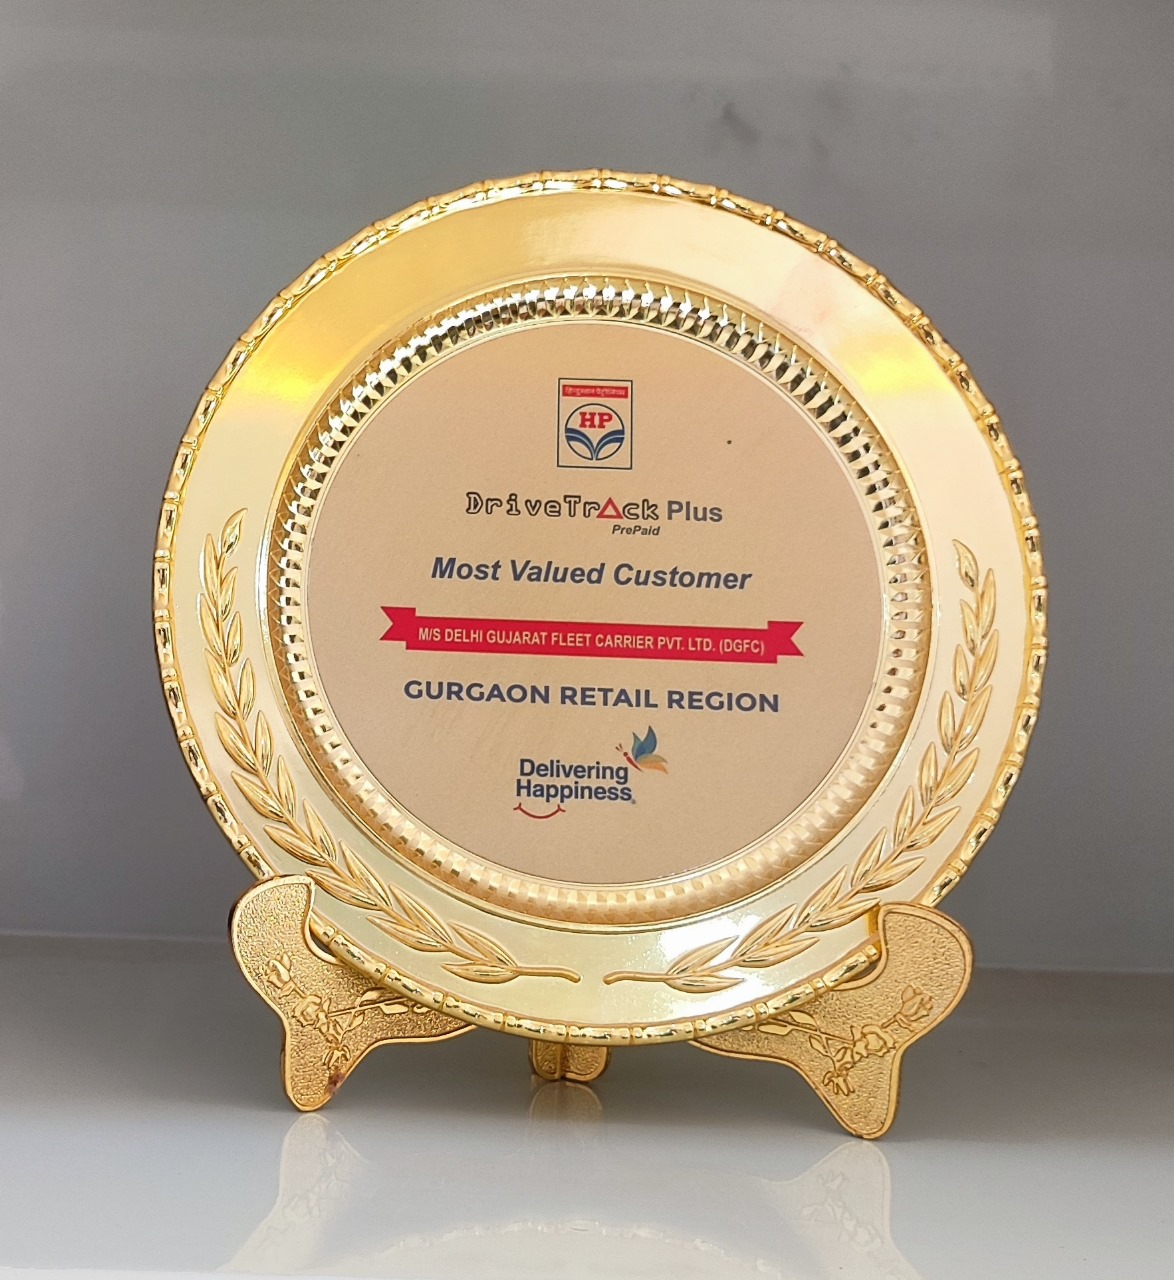 हिन्दुस्तान पेट्रोलियम
HP
DriveTrack Plus
PrePaid
Most Valued Customer
M/S DELHI GUJARAT FLEET CARRIER PVT. LTD. (DGFC)
GURGAON RETAIL REGION
Delivering
Happiness